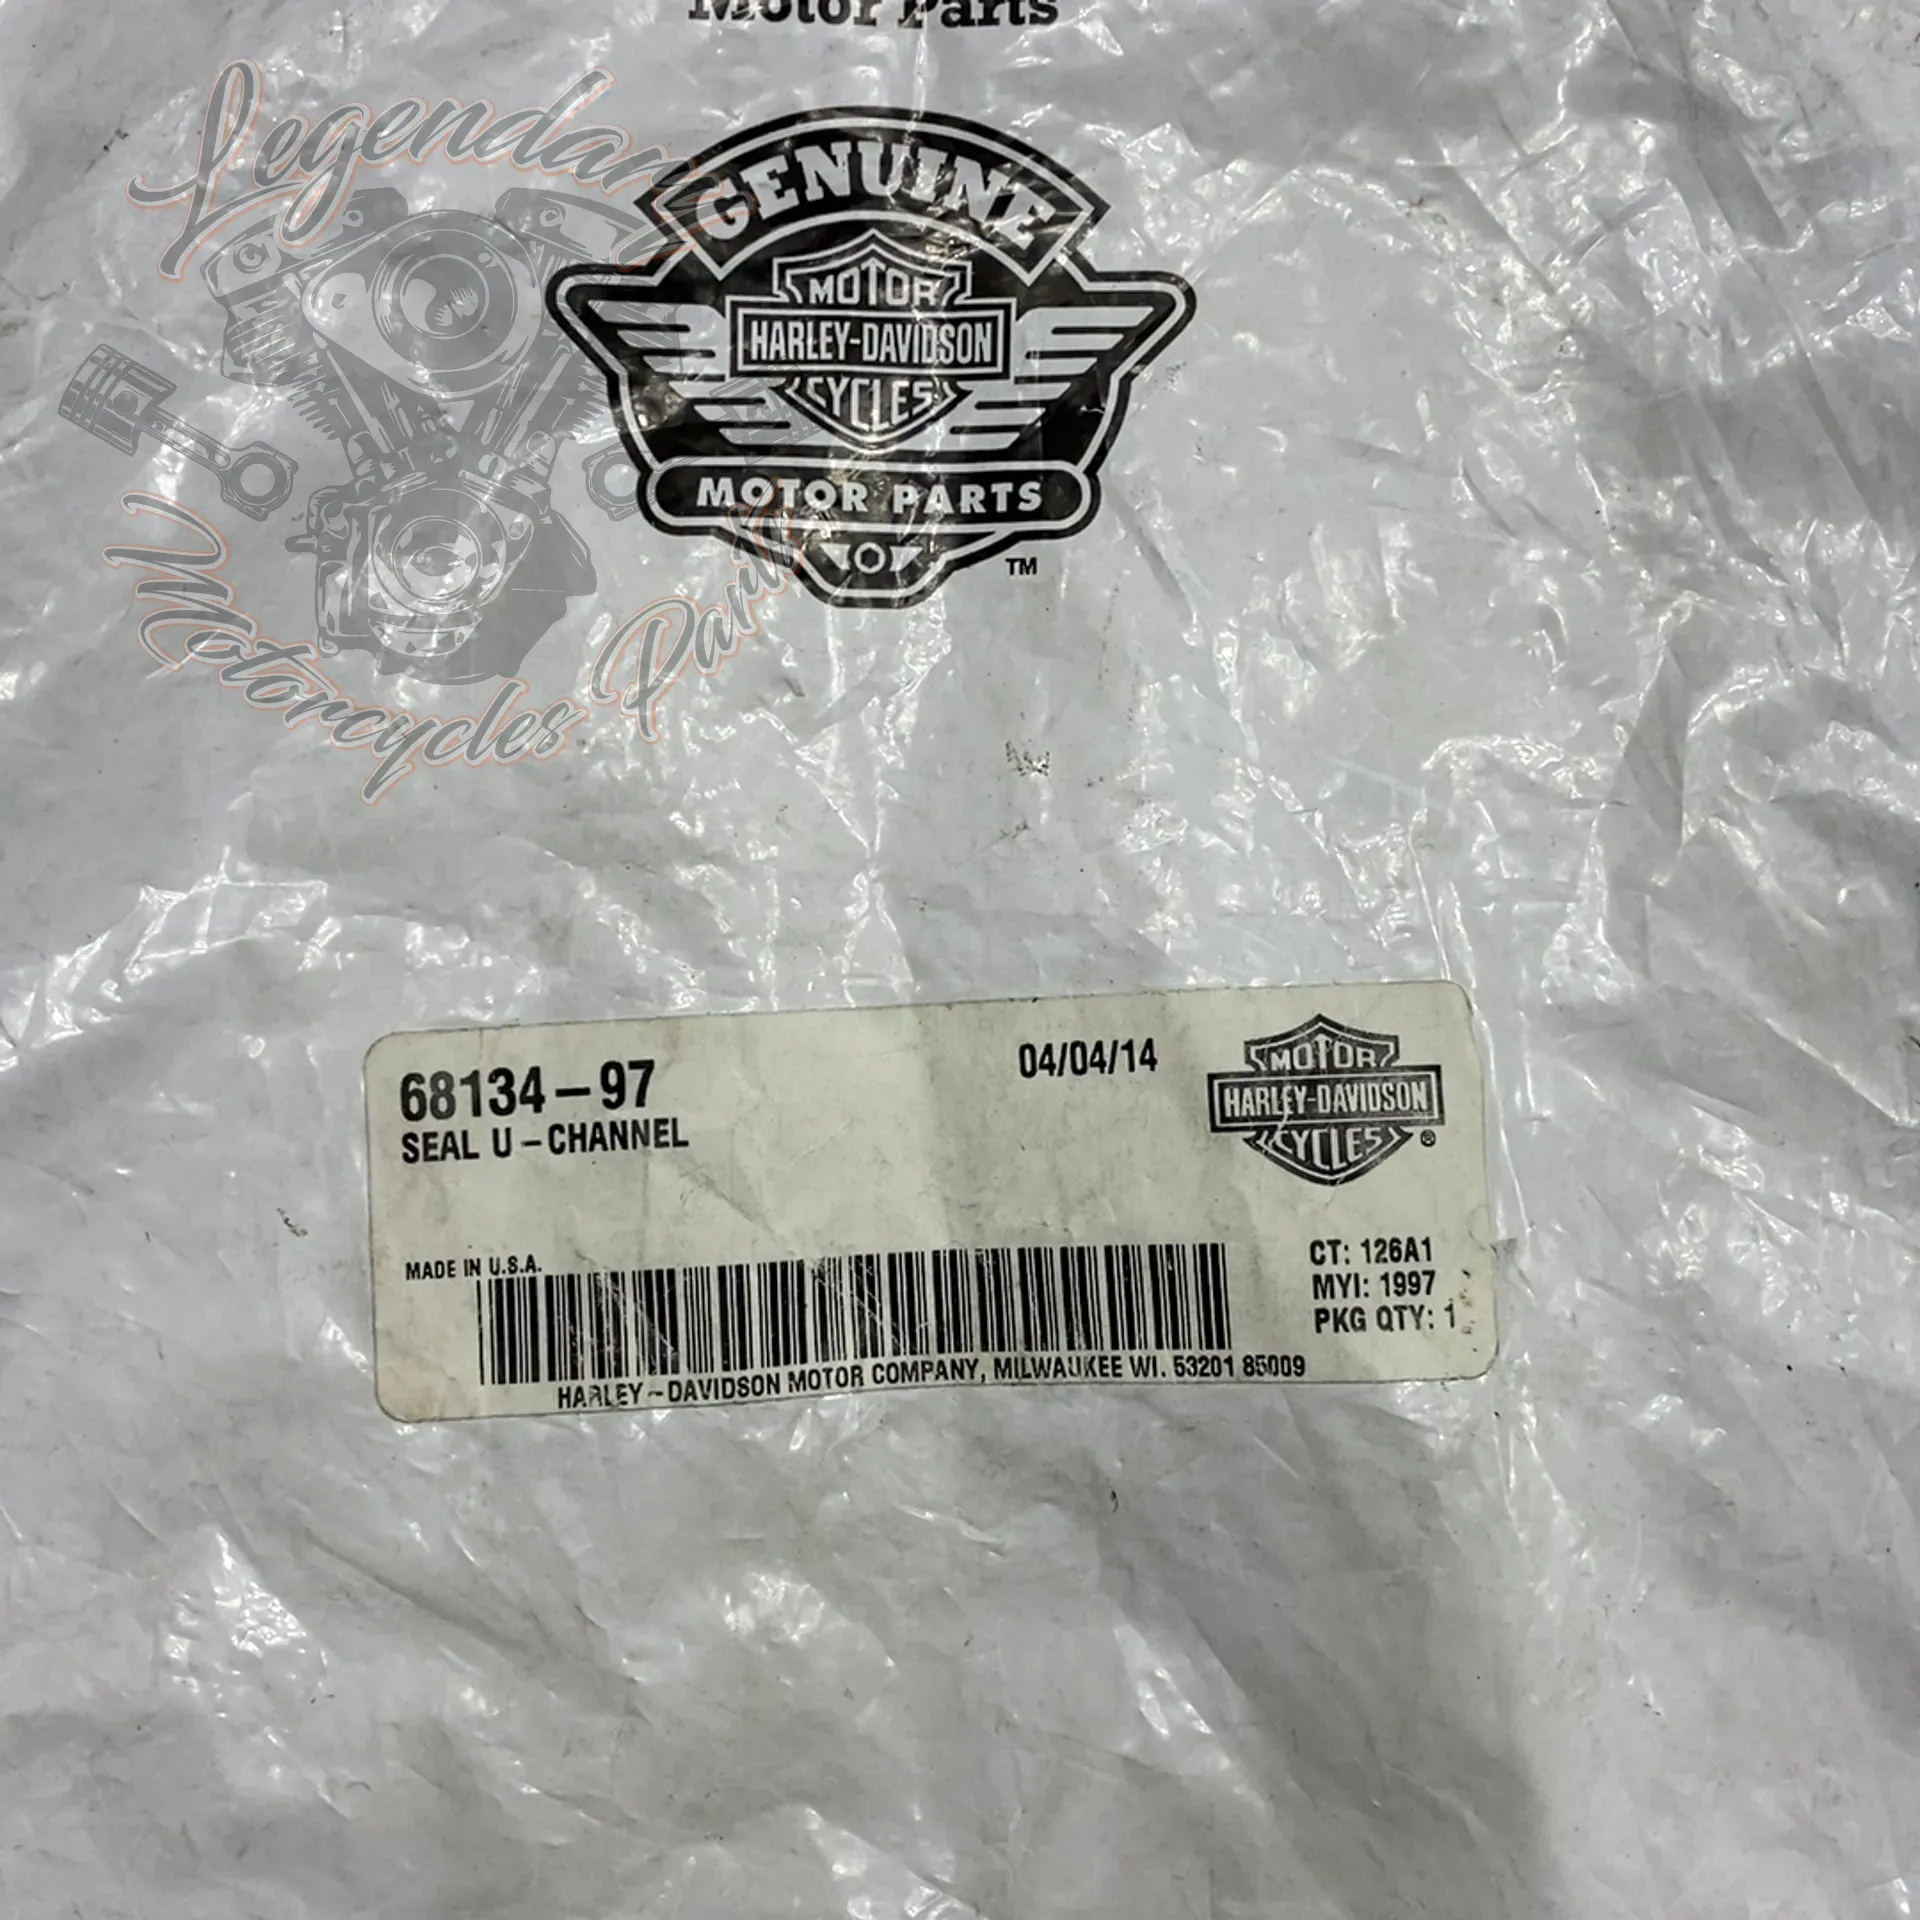 Motor Parts
Legendary
GENUINE
MOTOR
HARLEY-DAVIDSON
CYCLES
MOTOR PARTS
TM
Motorcycles Parts
68134-97
SEAL U-CHANNEL
04/04/14
MOTOR
HARLEY-DAVIDSON
CYCLES ®
MADE IN U.S.A.
CT: 126A1
MYI: 1997
PKG QTY: 1
HARLEY-DAVIDSON MOTOR COMPANY, MILWAUKEE WI. 53201 85009